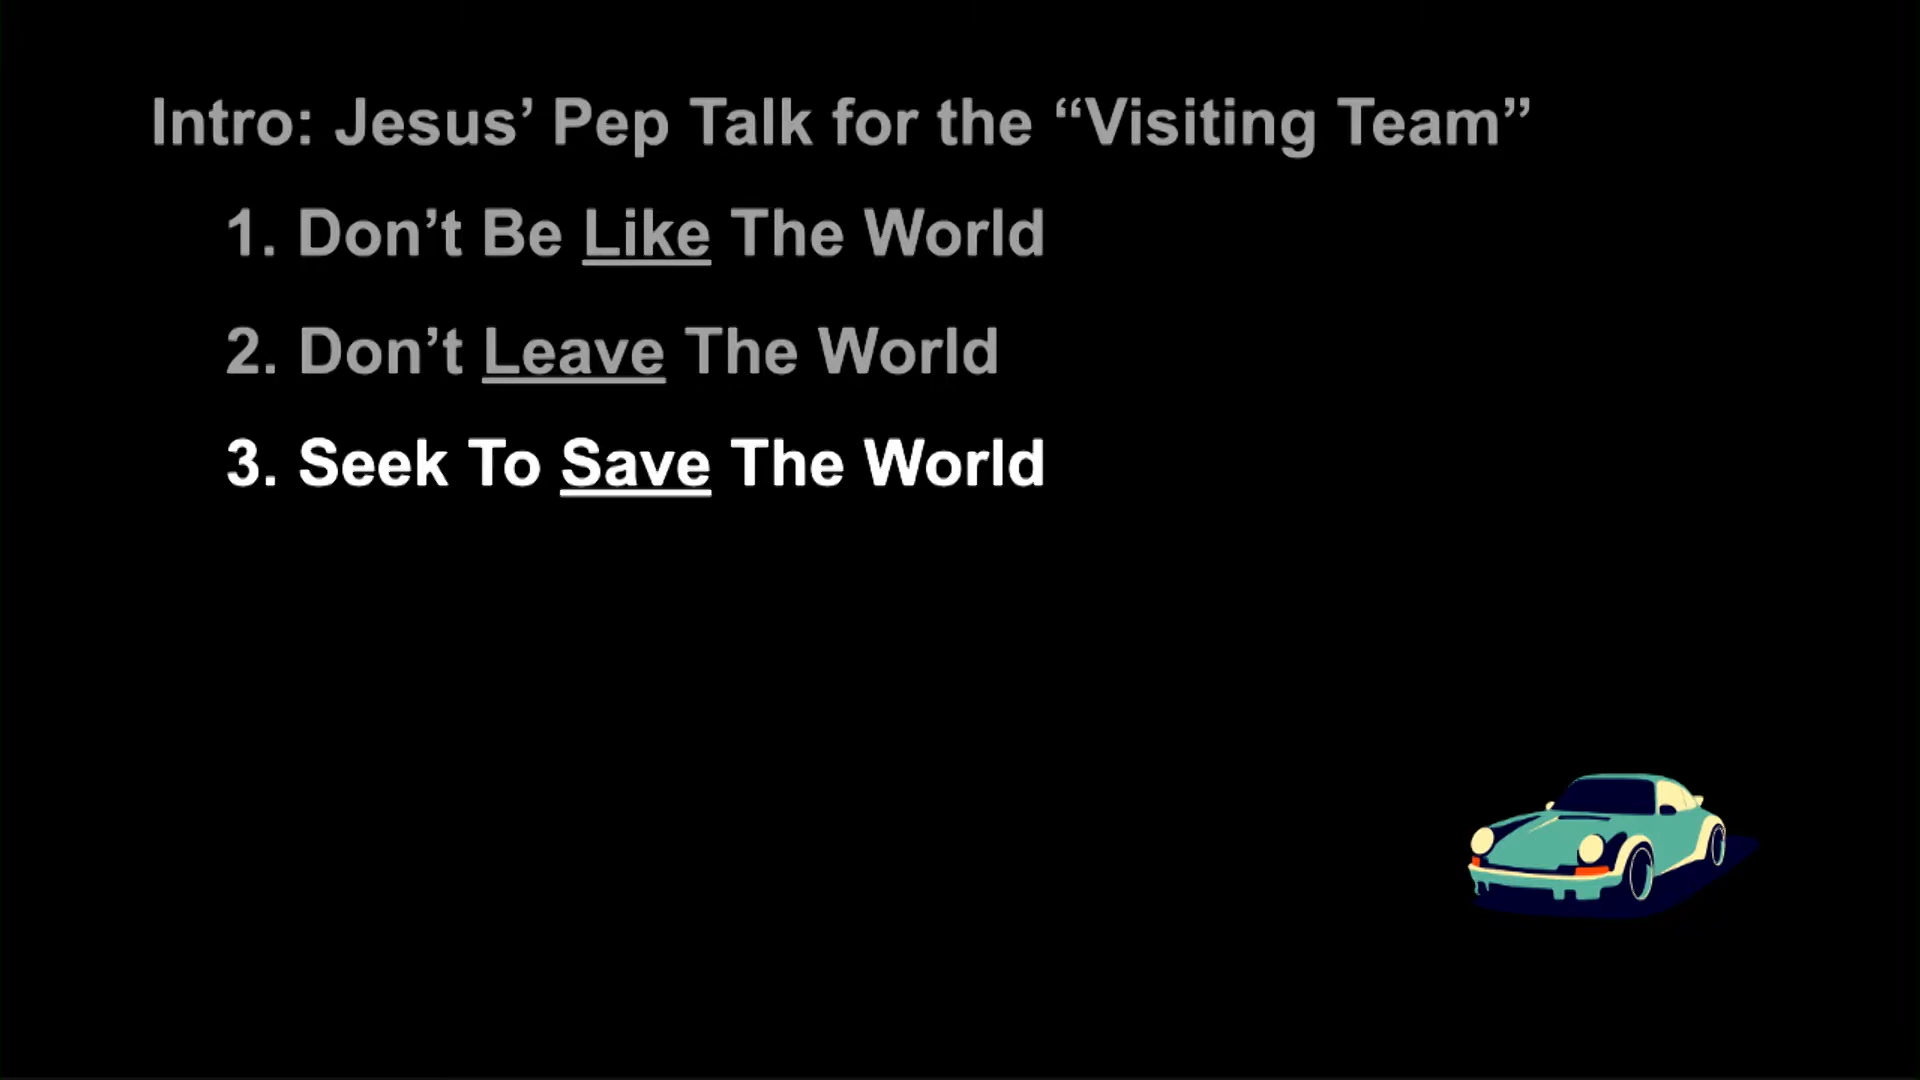 Intro: Jesus’ Pep Talk for the “Visiting Team”
1. Don’t Be Like The World
2. Don’t Leave The World
3. Seek To Save The World